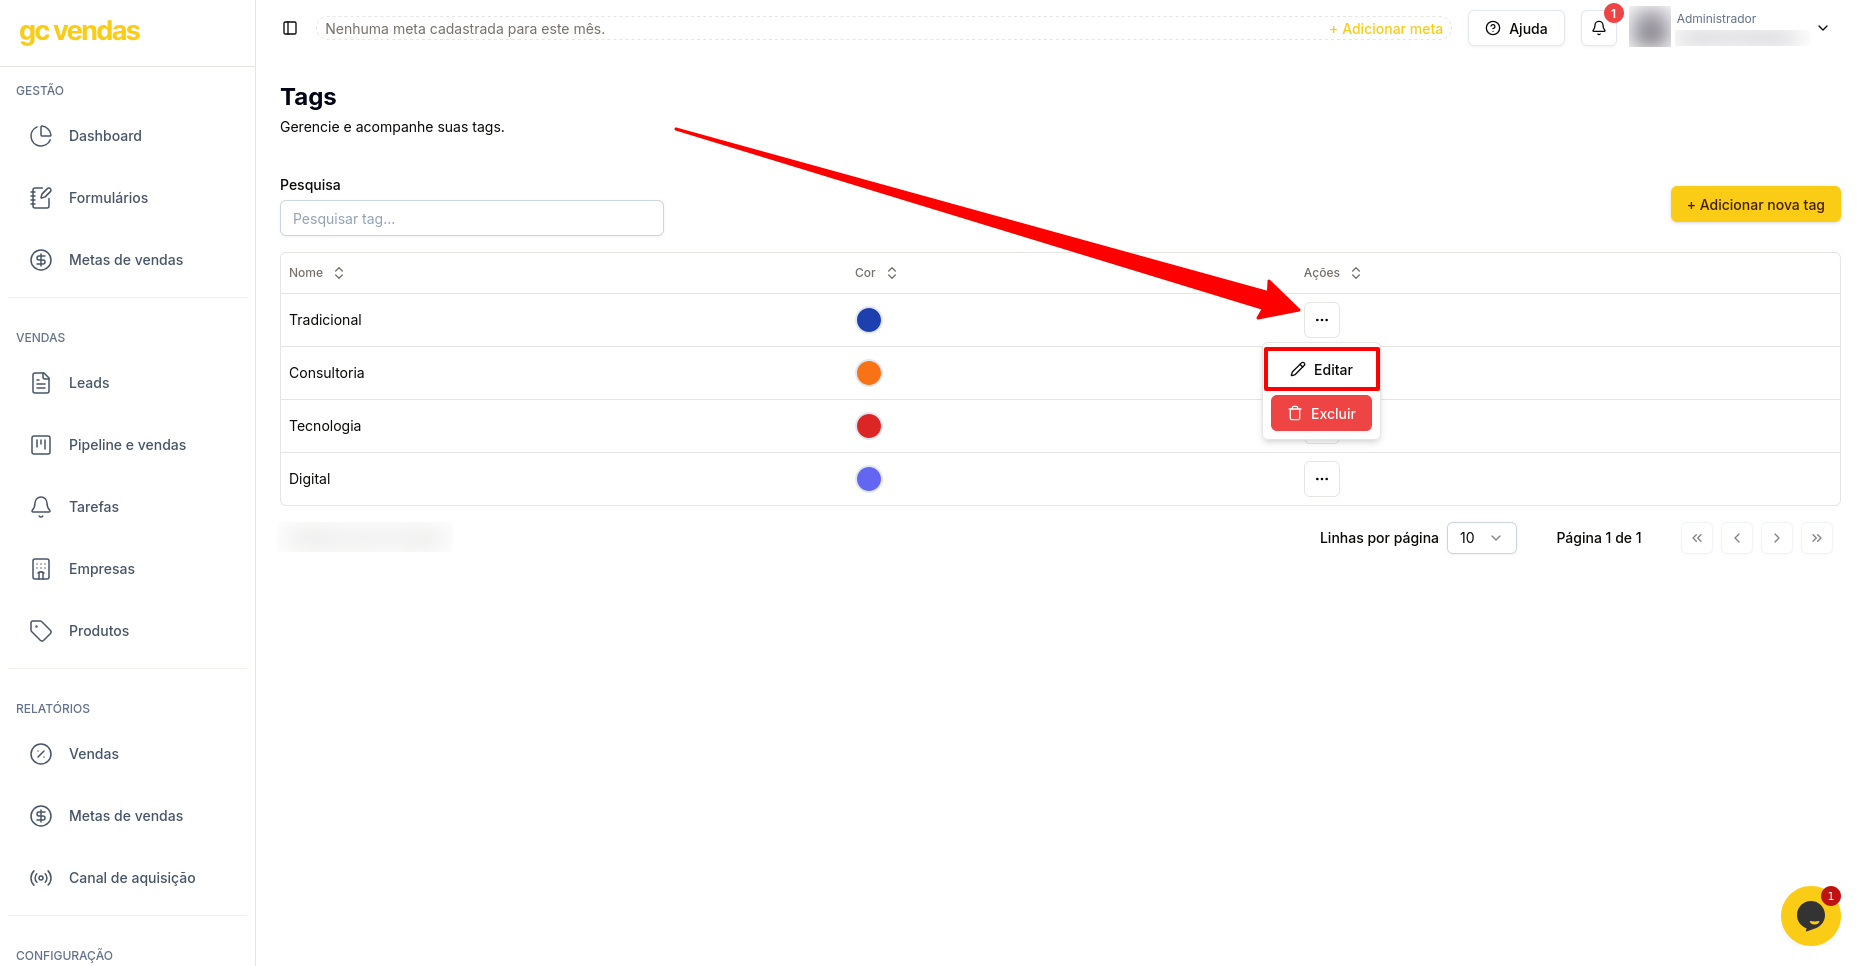 gc vendas
GESTÃO
Dashboard
Formulários
Metas de vendas
VENDAS
Leads
Pipeline e vendas
Tarefas
Empresas
Produtos
RELATÓRIOS
Vendas
Metas de vendas
Canal de aquisição
CONFIGURAÇÃO
Nenhuma meta cadastrada para este mês.
+ Adicionar meta
Ajuda
1
Administrador
Tags
Gerencie e acompanhe suas tags.
Pesquisa
Pesquisar tag...
+ Adicionar nova tag
Nome Cor Ações
Tradicional
Consultoria
Editar
Tecnologia
Excluir
Digital
Linhas por página 10 Página 1 de 1
1